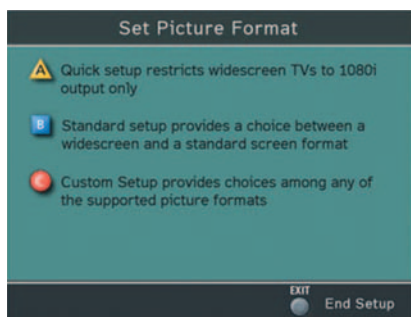 Set Picture Format
A Quick setup restricts widescreen TVs to 1080i
output only
B Standard setup provides a choice between a
widescreen and a standard screen format
C Custom Setup provides choices among any of
the supported picture formats
EXIT
End Setup